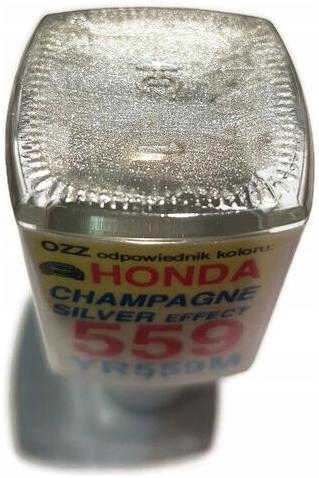 OZZ odpowiednik koloru:
HONDA
CHAMPAGNE
SILVER EFFECT
559
YR559M